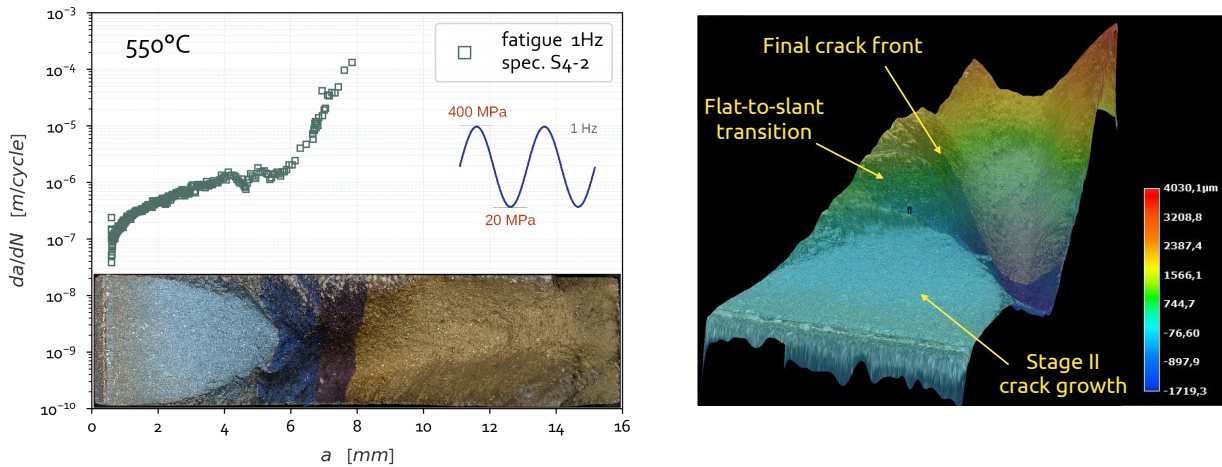 10⁻³
10⁻⁴
10⁻⁵
10⁻⁶
10⁻⁷
10⁻⁸
10⁻⁹
10⁻¹⁰
da/dN [m/cycle]
550°C
fatigue 1Hz
spec. S4-2
400 MPa
1 Hz
20 MPa
0 2 4 6 8 10 12 14 16
a [mm]
Final crack front
Flat-to-slant
transition
Stage II
crack growth
4030,1µm
3208,8
2387,4
1566,1
744,7
-76,60
-897,9
-1719,3